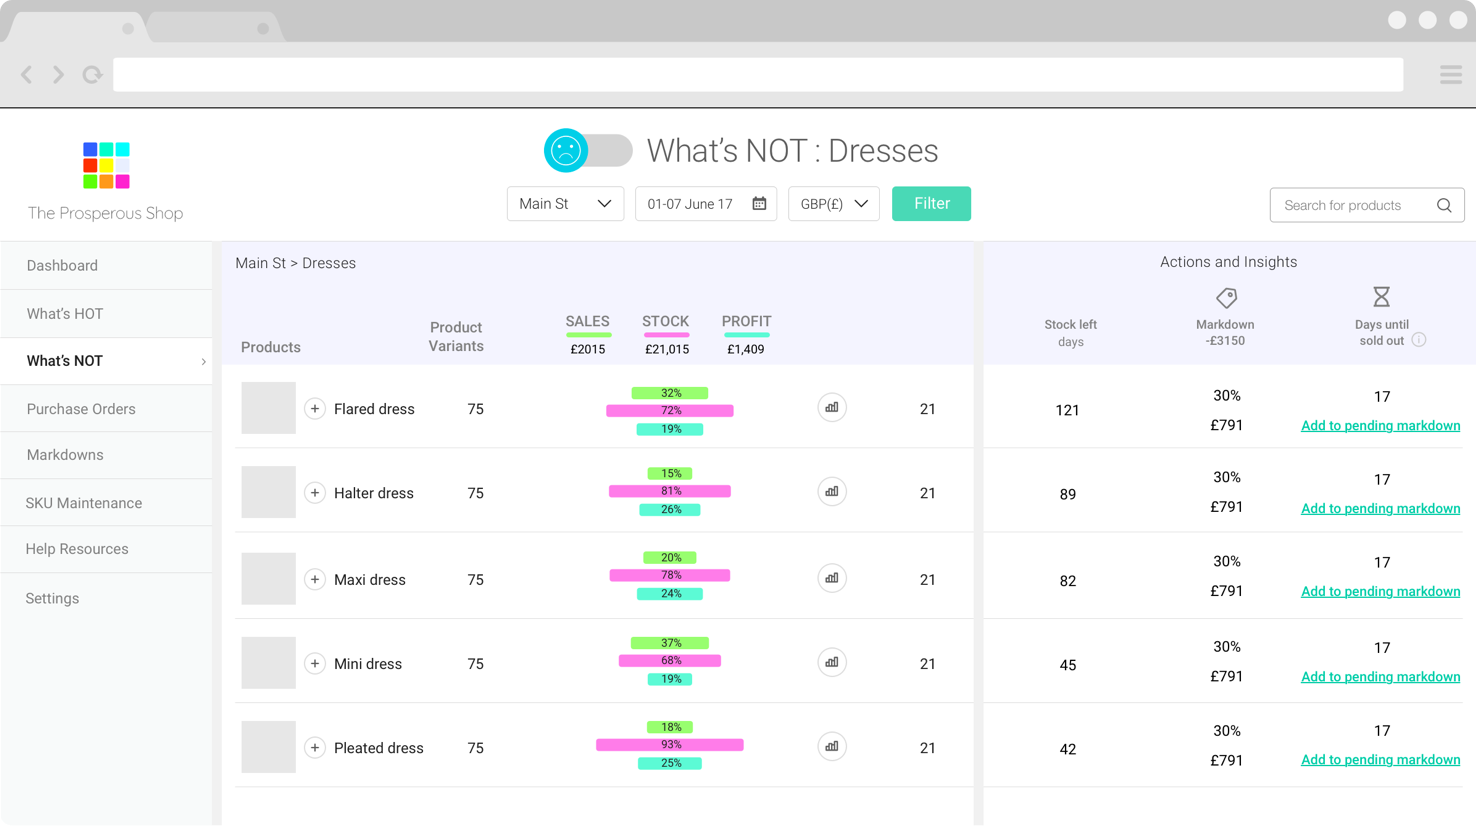 What's NOT : Dresses
The Prosperous Shop
Main St
01-07 June 17
GBP(£)
Filter
Search for products
Dashboard
What's HOT
What's NOT
Purchase Orders
Markdowns
SKU Maintenance
Help Resources
Settings
Main St > Dresses
Products
Product
Variants
SALES
£2015
STOCK
£21,015
PROFIT
£1,409
Actions and Insights
Stock left
days
Markdown
-£3150
Days until
sold out
Flared dress
75
32%
72%
19%
21
121
30%
£791
17
Add to pending markdown
Halter dress
75
15%
81%
26%
21
89
30%
£791
17
Add to pending markdown
Maxi dress
75
20%
78%
24%
21
82
30%
£791
17
Add to pending markdown
Mini dress
75
37%
68%
19%
21
45
30%
£791
17
Add to pending markdown
Pleated dress
75
18%
93%
25%
21
42
30%
£791
17
Add to pending markdown